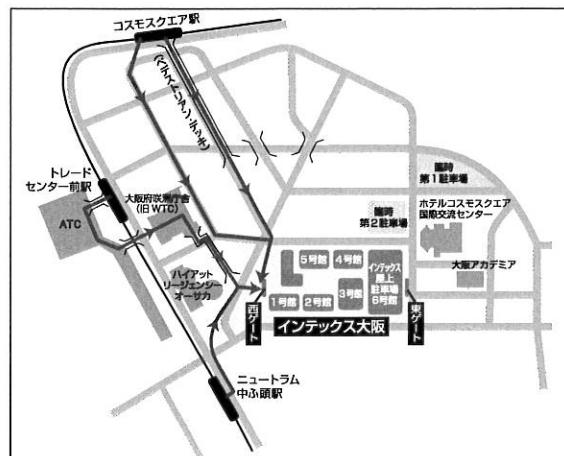 コスモスクエア駅
(ペデストリアン・デッキ)
トレード
センター前駅
ATC
大阪府咲洲庁舎
(旧WTC)
ハイアット
リージェンシー
オーサカ
臨時
第1駐車場
臨時
第2駐車場
ホテルコスモスクエア
国際交流センター
大阪アカデミア
5号館
4号館
インテックス
屋上
駐車場
6号館
1号館
2号館
3号館
西ゲート
インテックス大阪
東ゲート
ニュートラム
中ふ頭駅